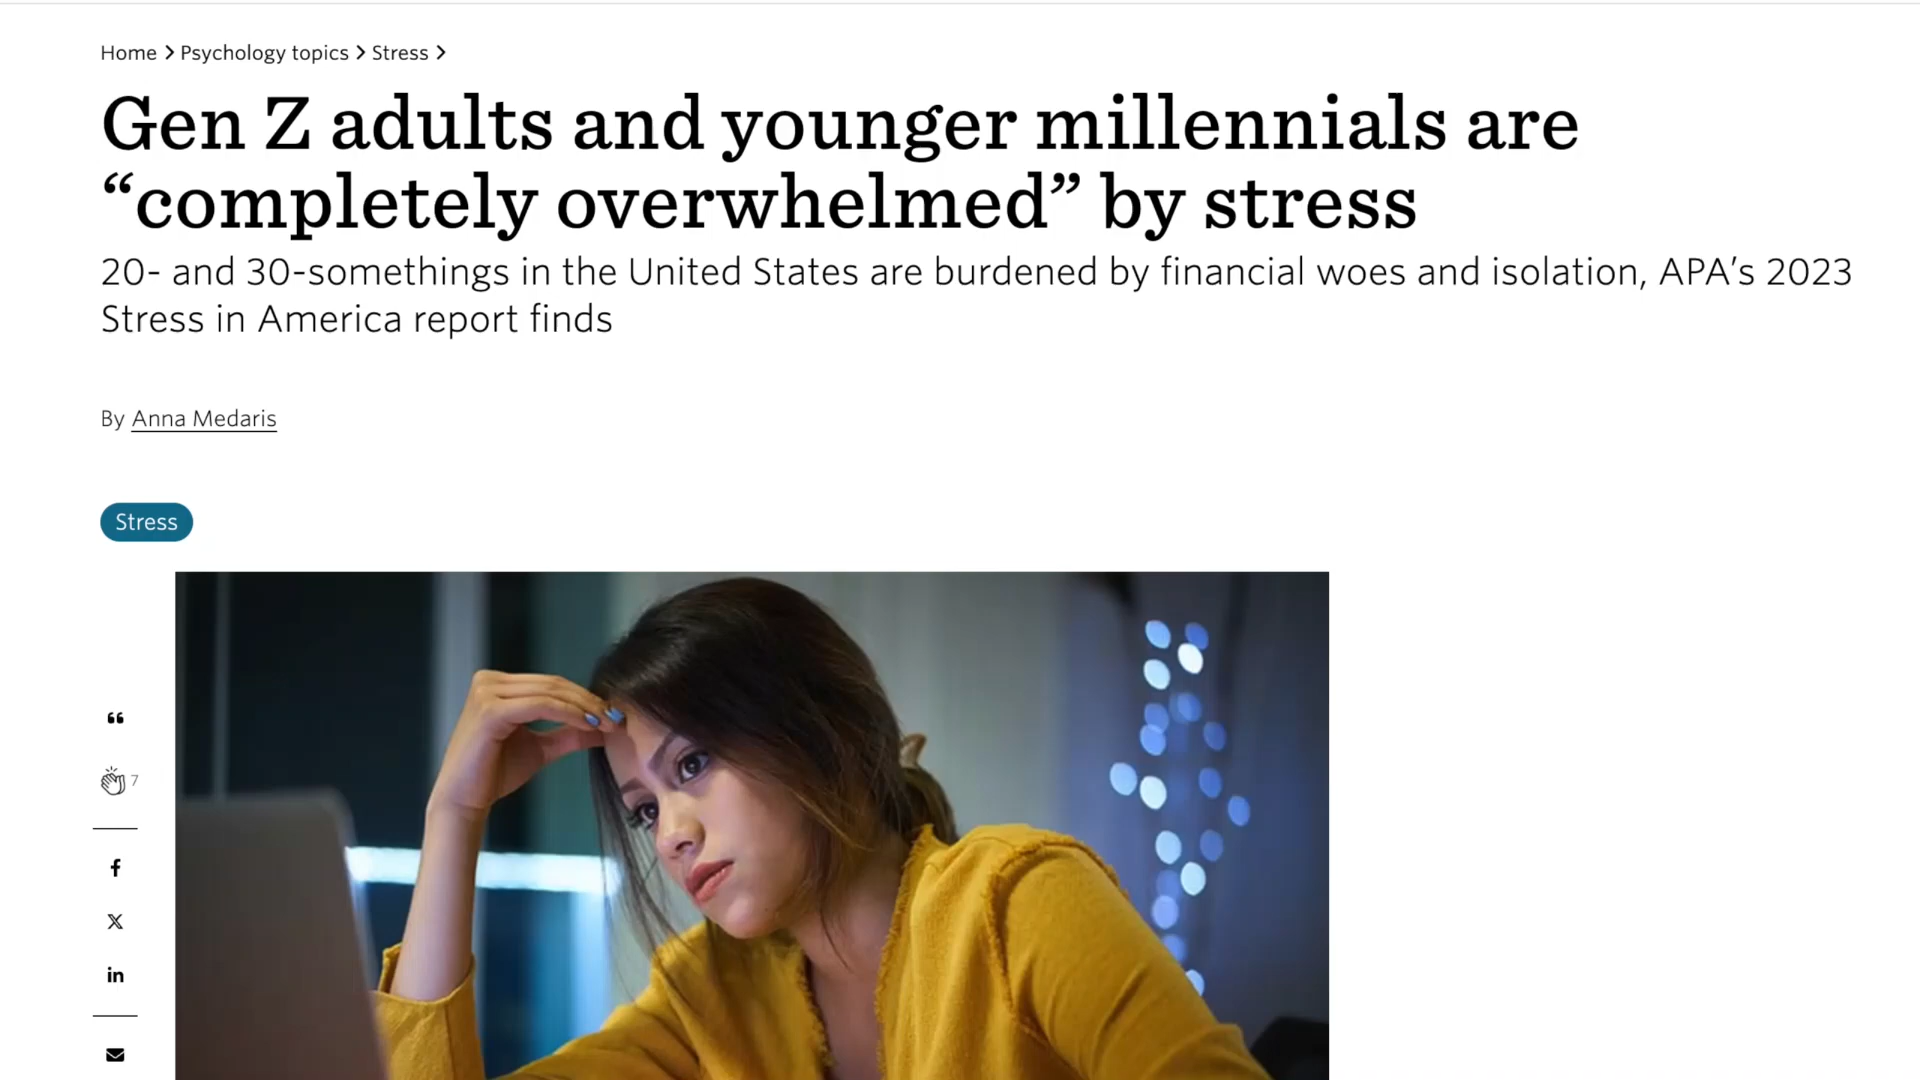 Home > Psychology topics > Stress >
Gen Z adults and younger millennials are
“completely overwhelmed” by stress
20- and 30-somethings in the United States are burdened by financial woes and isolation, APA’s 2023
Stress in America report finds
By Anna Medaris
Stress
7